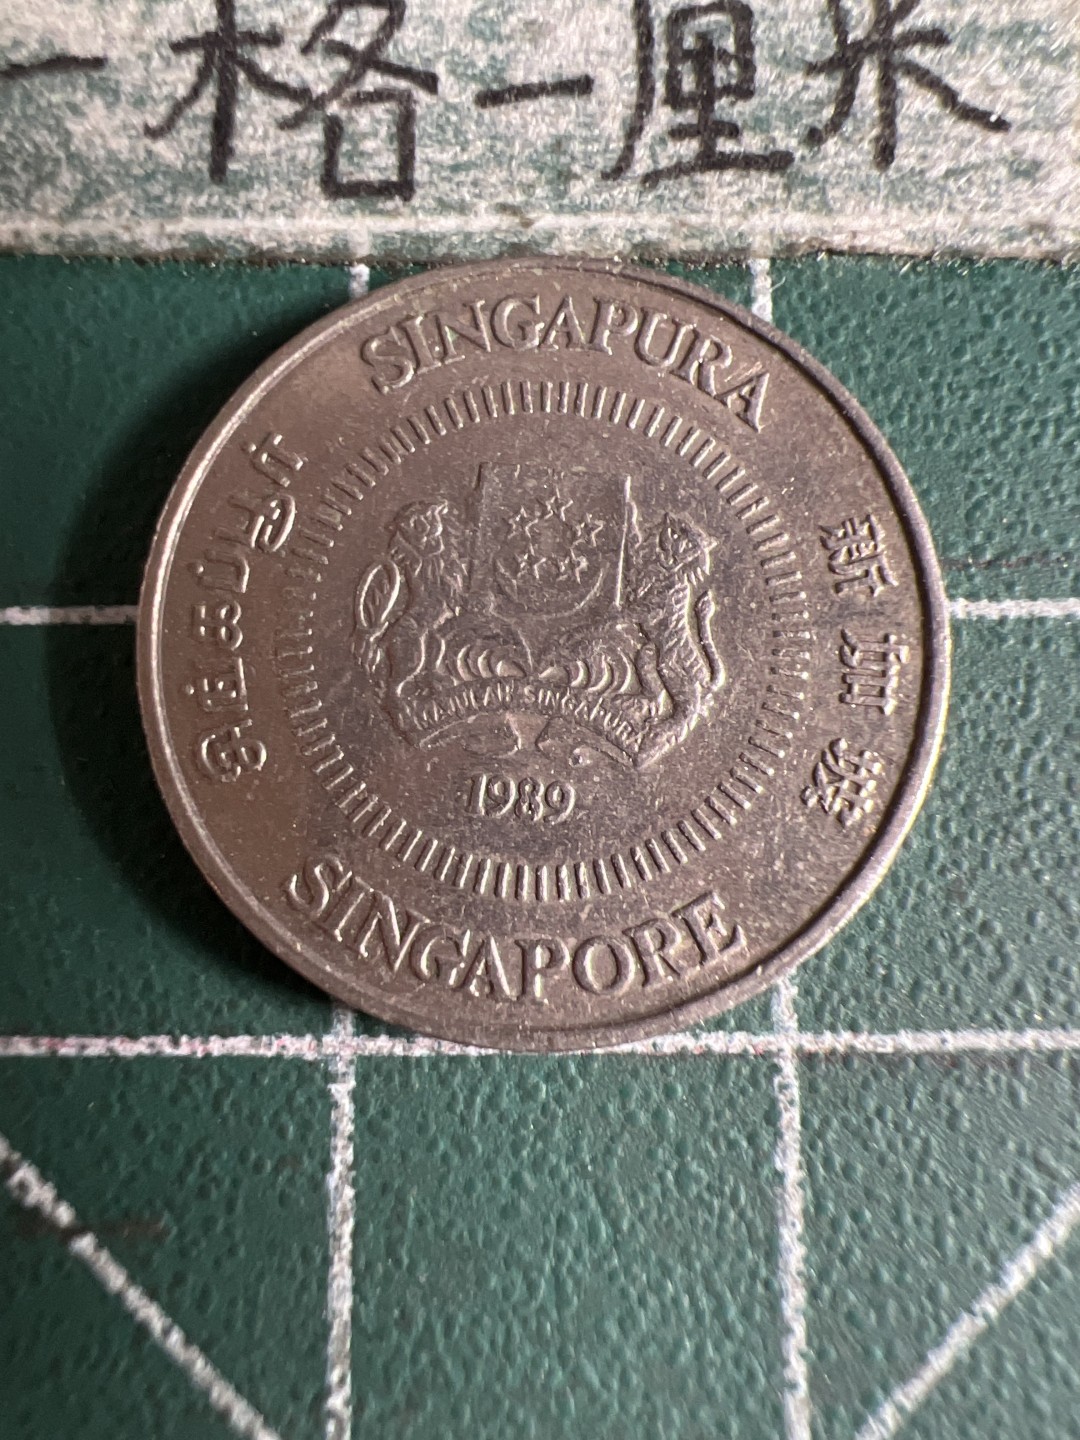 一格一厘米
SINGAPURA
சிங்கப்பூர்
新加坡
MAJULAH SINGAPURA
1989
SINGAPORE